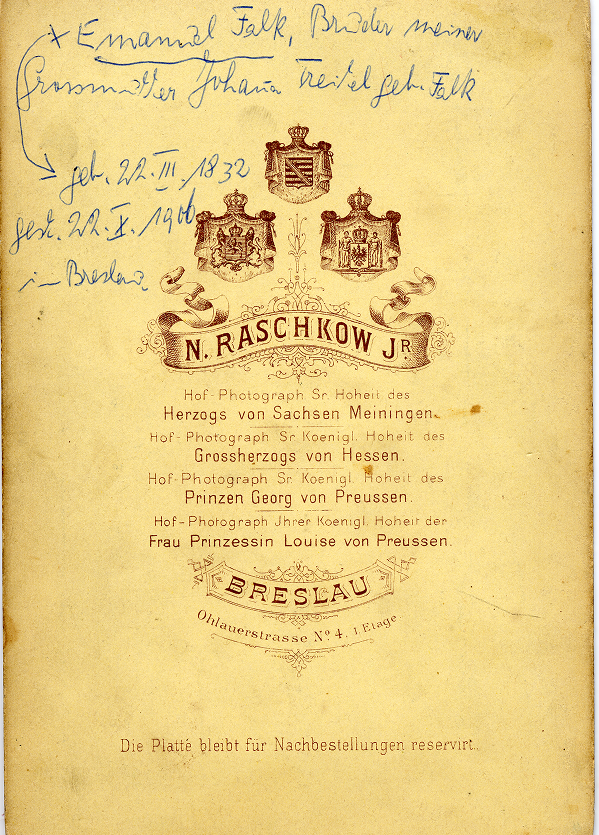 + Emanuel Falk, Bruder meiner
Grossmutter Johana Treitel geb. Falk
geb. 22. III. 1832
gest. 22. X. 1906
in Breslau
N. RASCHKOW JR
Hof-Photograph Sr. Hoheit des
Herzogs von Sachsen Meiningen.
Hof-Photograph Sr. Koenigl. Hoheit des
Grossherzogs von Hessen.
Hof-Photograph Sr. Koenigl. Hoheit des
Prinzen Georg von Preussen.
Hof-Photograph Jhrer Koenigl. Hoheit der
Frau Prinzessin Louise von Preussen.
BRESLAU
Ohlauerstrasse No. 4. 1. Etage
Die Platte bleibt für Nachbestellungen reservirt.